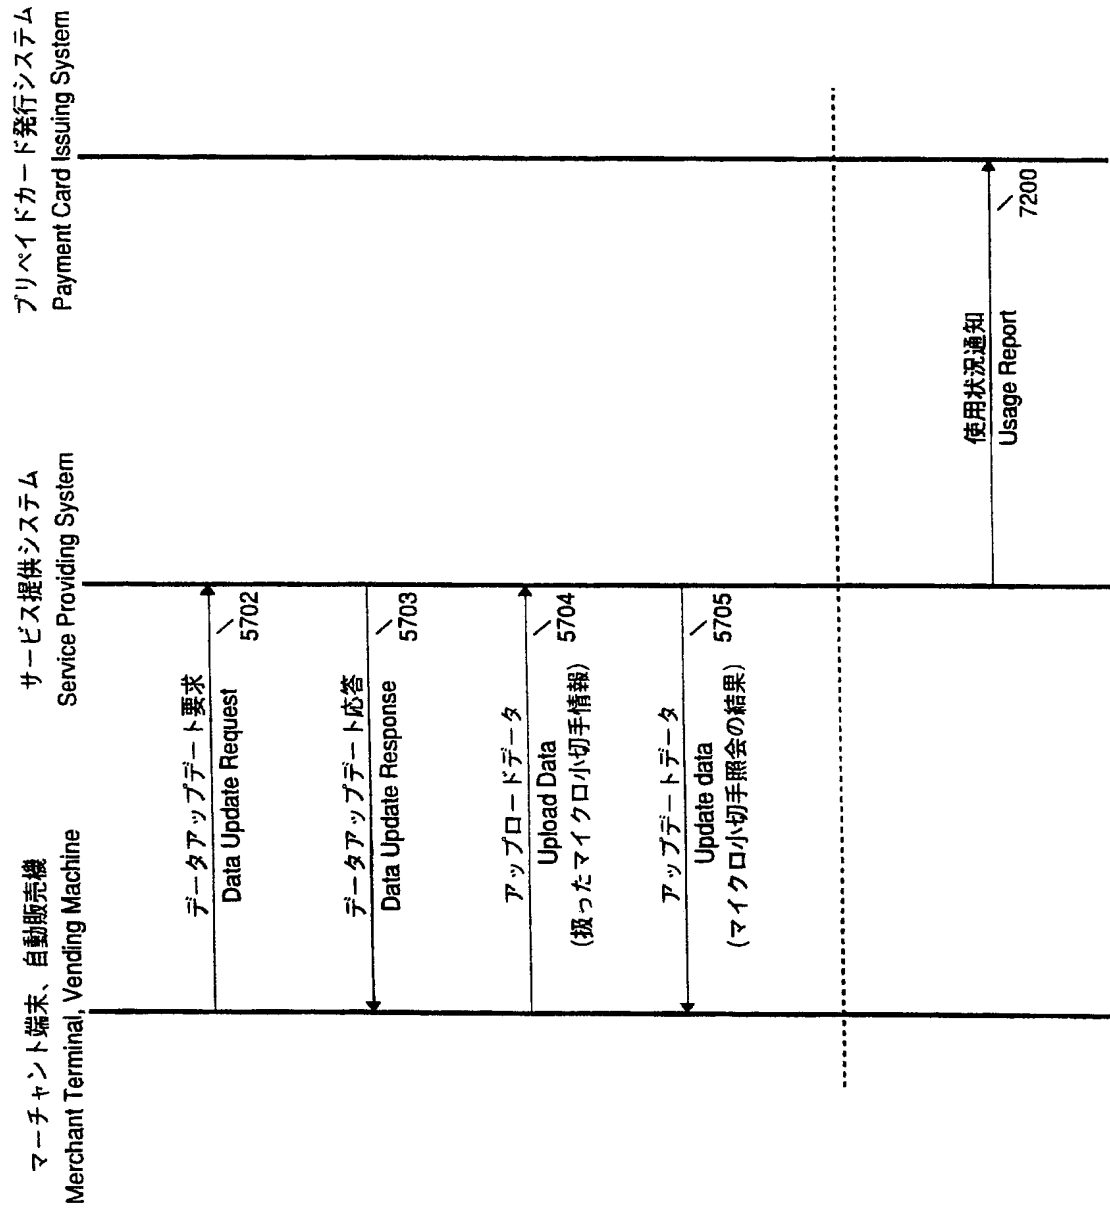 マーチャント端末、自動販売機
Merchant Terminal, Vending Machine
サービス提供システム
Service Providing System
プリペイドカード発行システム
Payment Card Issuing System
データアップデート要求
Data Update Request
5702
データアップデート応答
Data Update Response
5703
アップロードデータ
Upload Data
(扱ったマイクロ小切手情報)
5704
アップデートデータ
Update data
(マイクロ小切手照会の結果)
5705
使用状況通知
Usage Report
7200